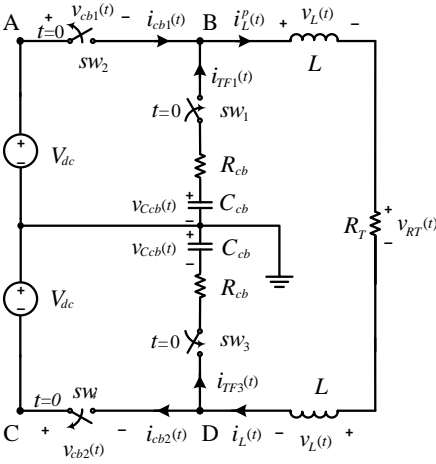 A + v_cb1(t) − i_cb1(t) B i_L^p(t) + v_L(t) −
t=0 sw_2 L
i_TF1(t)
t=0 sw_1
+ V_dc −
R_cb
v_Ccb(t) + − C_cb
R_T + v_RT(t) −
v_Ccb(t) + − C_cb
+ V_dc −
R_cb
t=0 sw_3
t=0 sw i_TF3(t) L
C + v_cb2(t) − i_cb2(t) D i_L(t) − v_L(t) +